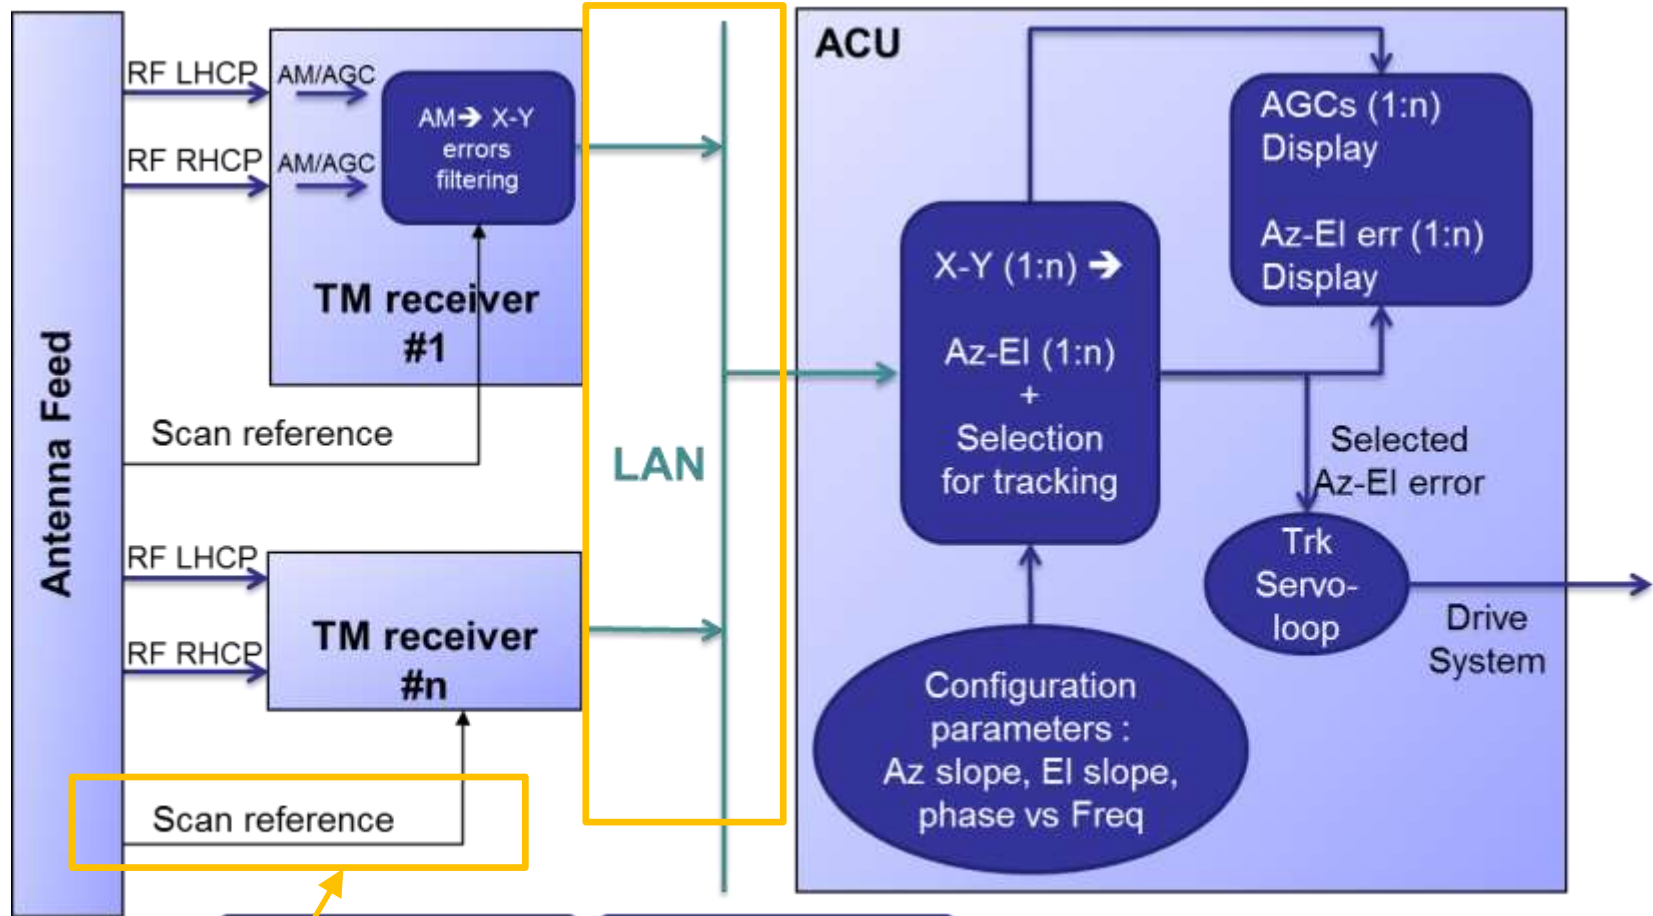 Antenna Feed
RF LHCP
AM/AGC
RF RHCP
AM/AGC
AM➔ X-Y
errors
filtering
TM receiver
#1
Scan reference
RF LHCP
RF RHCP
TM receiver
#n
Scan reference
LAN
ACU
X-Y (1:n) ➔
Az-El (1:n)
+
Selection
for tracking
AGCs (1:n)
Display
Az-El err (1:n)
Display
Selected
Az-El error
Trk
Servo-
loop
Drive
System
Configuration
parameters :
Az slope, El slope,
phase vs Freq